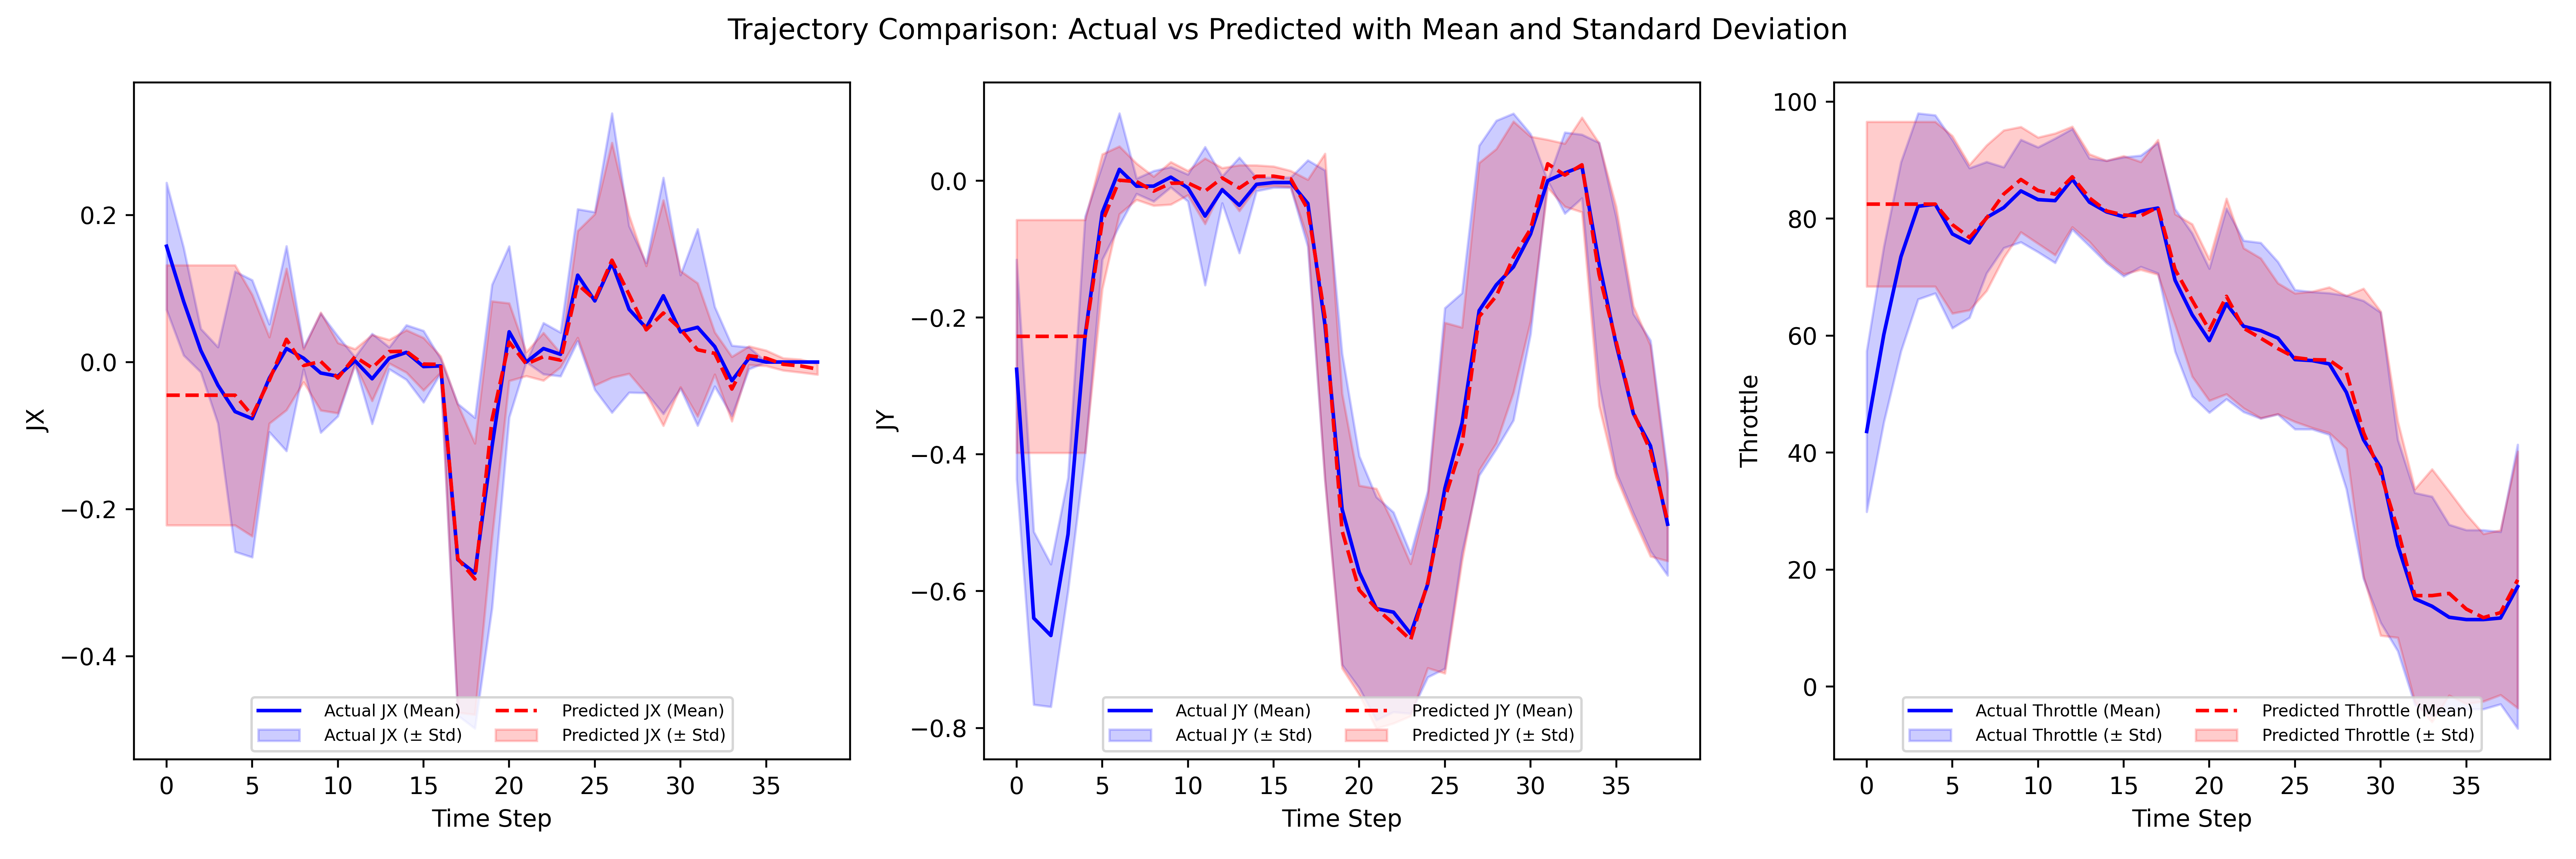 Trajectory Comparison: Actual vs Predicted with Mean and Standard Deviation
JX
0.2
0.0
−0.2
−0.4
0 5 10 15 20 25 30 35
Time Step
Actual JX (Mean)
Actual JX (± Std)
Predicted JX (Mean)
Predicted JX (± Std)
JY
0.0
−0.2
−0.4
−0.6
−0.8
0 5 10 15 20 25 30 35
Time Step
Actual JY (Mean)
Actual JY (± Std)
Predicted JY (Mean)
Predicted JY (± Std)
Throttle
100
80
60
40
20
0
0 5 10 15 20 25 30 35
Time Step
Actual Throttle (Mean)
Actual Throttle (± Std)
Predicted Throttle (Mean)
Predicted Throttle (± Std)